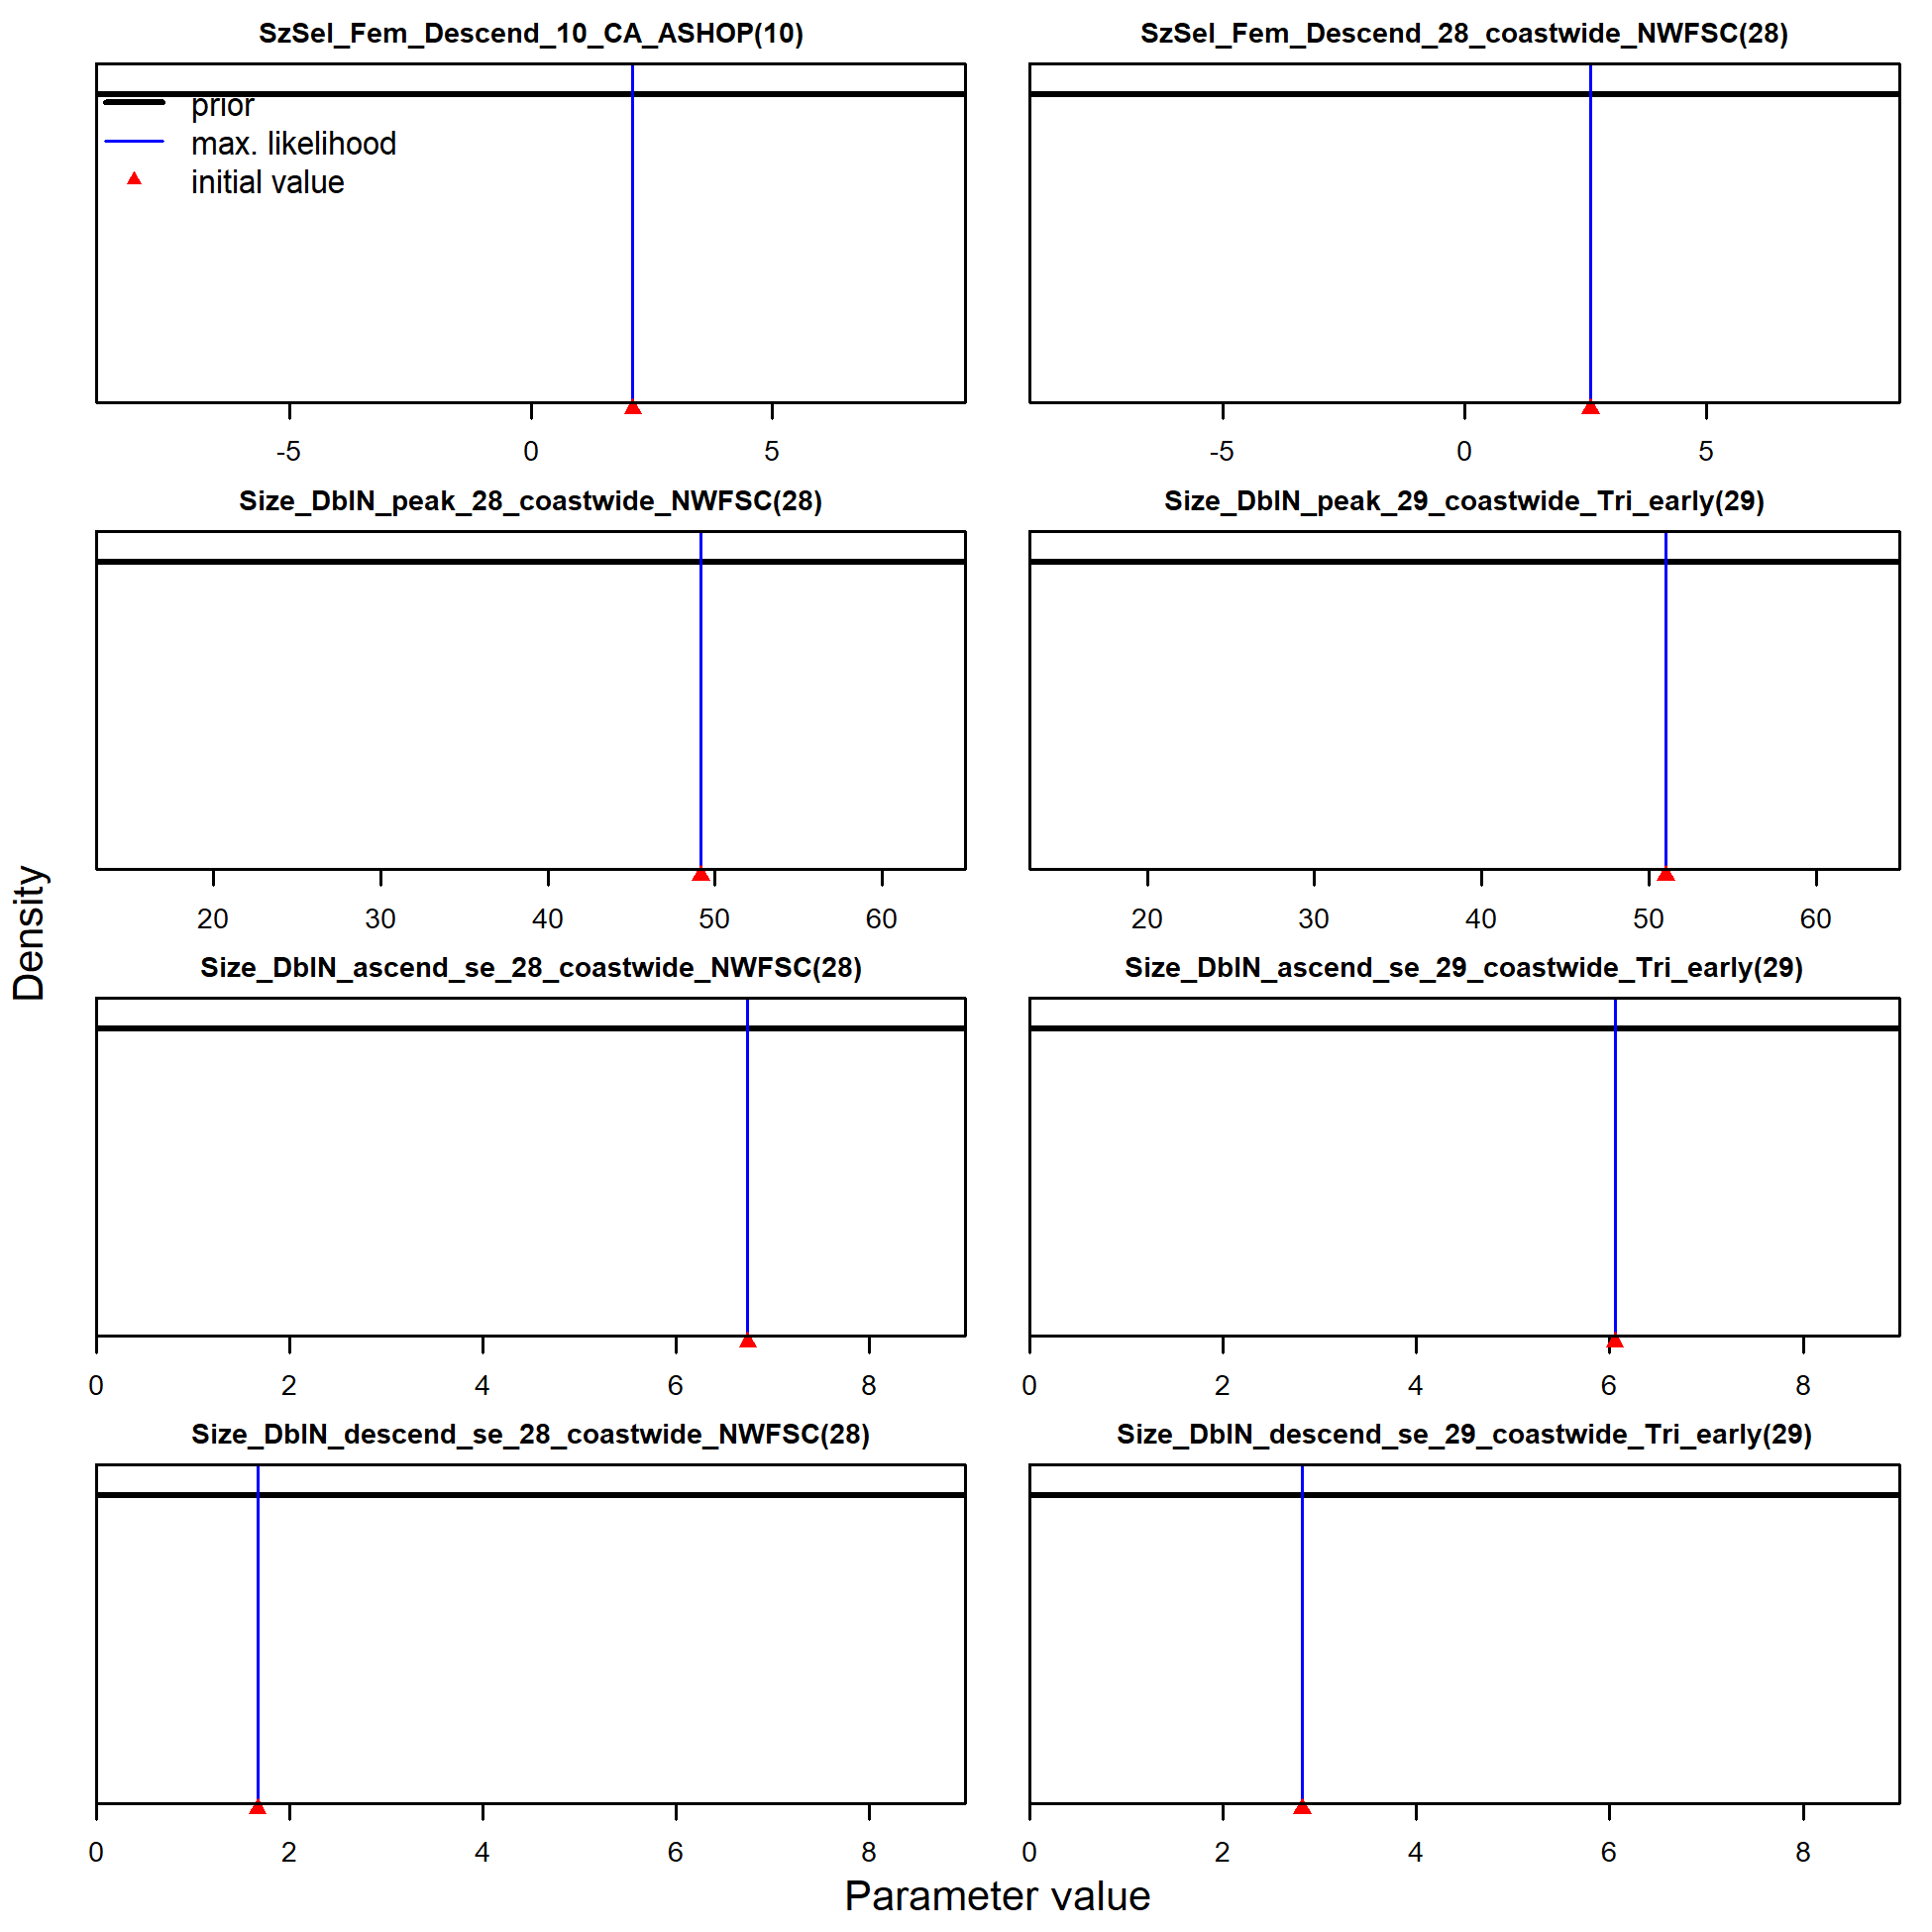 SzSel_Fem_Descend_10_CA_ASHOP(10)
SzSel_Fem_Descend_28_coastwide_NWFSC(28)
prior
max. likelihood
initial value
-5 0 5
-5 0 5
Size_DblN_peak_28_coastwide_NWFSC(28)
Size_DblN_peak_29_coastwide_Tri_early(29)
20 30 40 50 60
20 30 40 50 60
Size_DblN_ascend_se_28_coastwide_NWFSC(28)
Size_DblN_ascend_se_29_coastwide_Tri_early(29)
0 2 4 6 8
0 2 4 6 8
Size_DblN_descend_se_28_coastwide_NWFSC(28)
Size_DblN_descend_se_29_coastwide_Tri_early(29)
0 2 4 6 8
0 2 4 6 8
Density
Parameter value